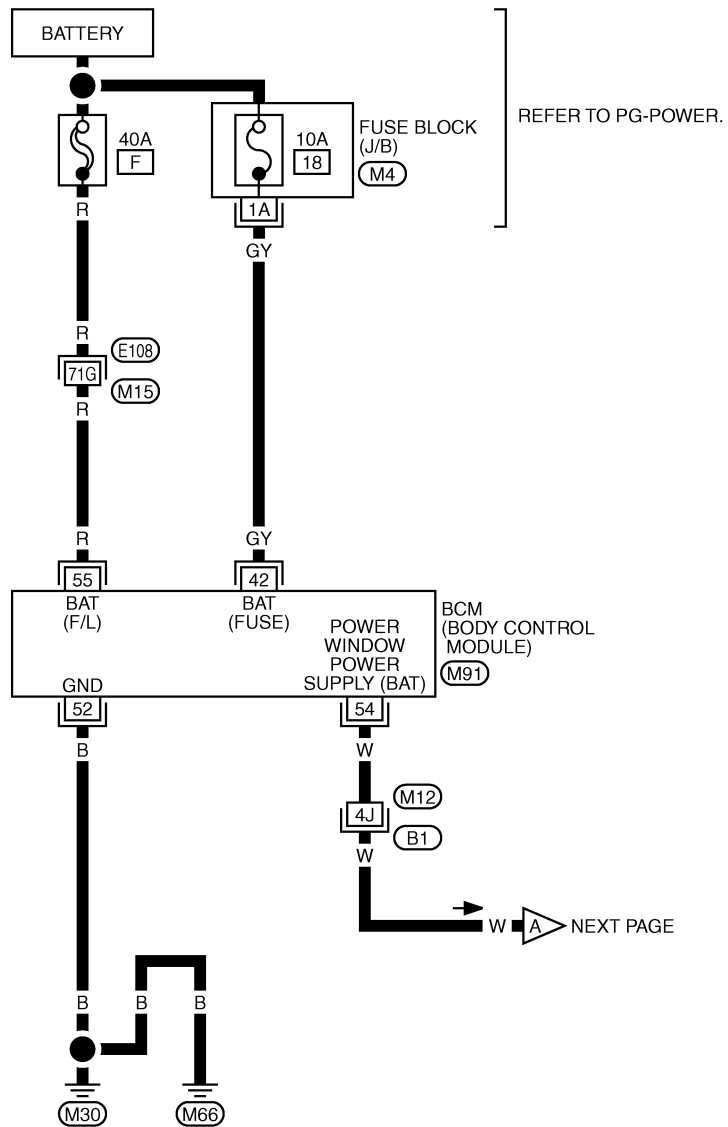 BATTERY
REFER TO PG-POWER.
40A
F
10A
18
FUSE BLOCK
(J/B)
M4
1A
R
GY
R
E108
71G
M15
R
R
GY
55
42
BAT
(F/L)
BAT
(FUSE)
BCM
(BODY CONTROL
MODULE)
M91
POWER
WINDOW
POWER
SUPPLY (BAT)
GND
52
54
B
W
M12
4J
B1
W
W
A
NEXT PAGE
B
B
B
M30
M66